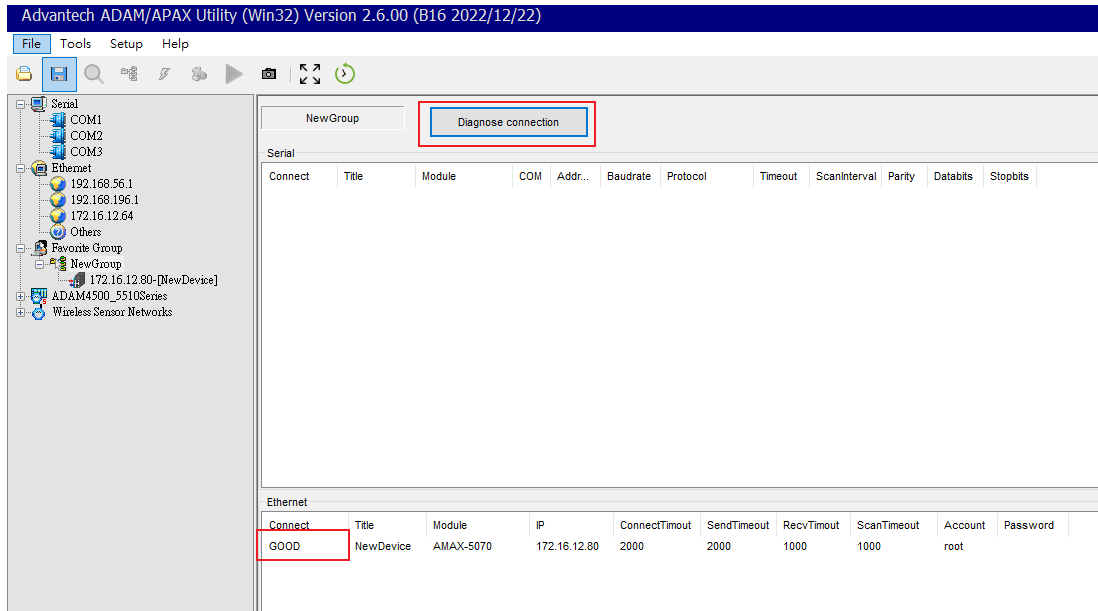 Advantech ADAM/APAX Utility (Win32) Version 2.6.00 (B16 2022/12/22)
File Tools Setup Help
Serial
COM1
COM2
COM3
Ethernet
192.168.56.1
192.168.196.1
172.16.12.64
Others
Favorite Group
NewGroup
172.16.12.80-[NewDevice]
ADAM4500_5510Series
Wireless Sensor Networks
NewGroup Diagnose connection
Serial
Connect Title Module COM Addr... Baudrate Protocol Timeout ScanInterval Parity Databits Stopbits
Ethernet
Connect Title Module IP ConnectTimout SendTimeout RecvTimout ScanTimeout Account Password
GOOD NewDevice AMAX-5070 172.16.12.80 2000 2000 1000 1000 root